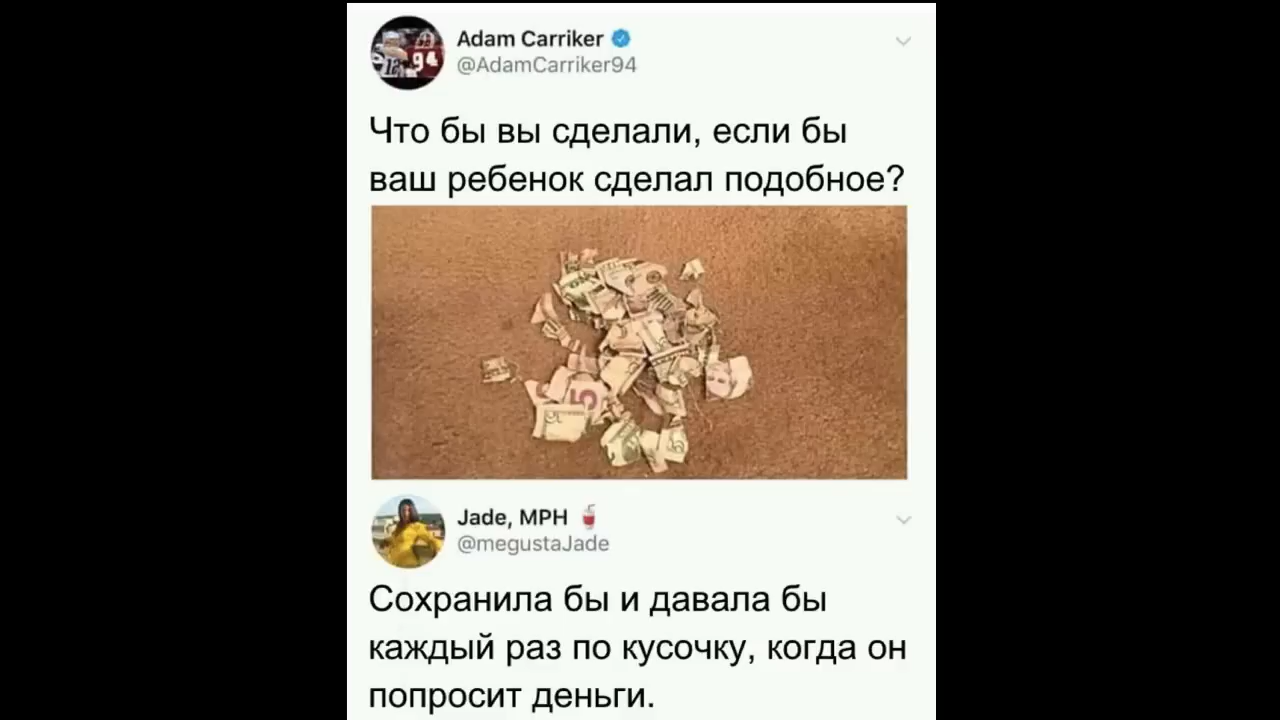 Adam Carriker
@AdamCarriker94
Что бы вы сделали, если бы
ваш ребенок сделал подобное?
5
Jade, MPH
@megustaJade
Сохранила бы и давала бы
каждый раз по кусочку, когда он
попросит деньги.